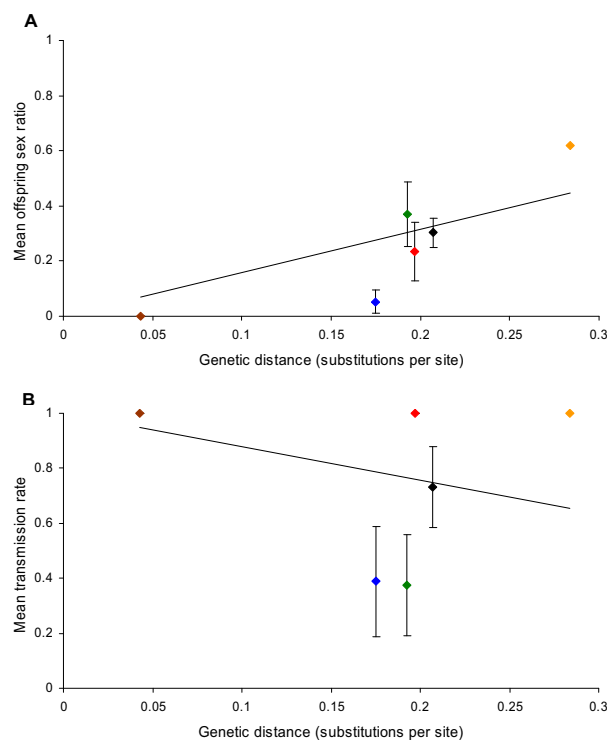 A
1
0.8
0.6
0.4
0.2
0
Mean offspring sex ratio
0 0.05 0.1 0.15 0.2 0.25 0.3
Genetic distance (substitutions per site)
B
1
0.8
0.6
0.4
0.2
0
Mean transmission rate
0 0.05 0.1 0.15 0.2 0.25 0.3
Genetic distance (substitutions per site)